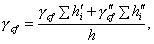 γ_cf = (γ'_cf ∑ h'_i + γ''_cf ∑ h''_i) / h,